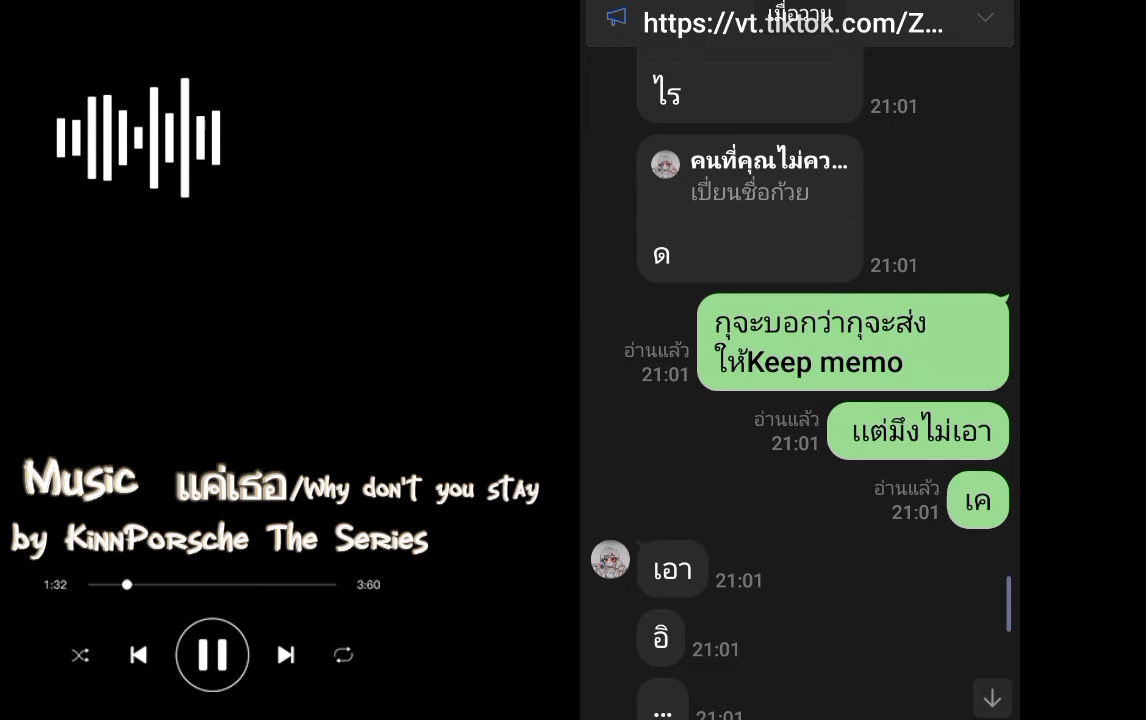 Music แค่เธอ/Why don't you stAy
by KinnPorsche The Series
1:32
3:60
เมื่อวาน
https://vt.tiktok.com/Z...
ไร
21:01
คนที่คุณไม่คว...
เปี่ยนชื่อก้วย
ด
21:01
กุจะบอกว่ากุจะส่ง
ให้Keep memo
อ่านแล้ว
21:01
แต่มึงไม่เอา
อ่านแล้ว
21:01
เค
อ่านแล้ว
21:01
เอา
21:01
อิ
21:01
...
21:01